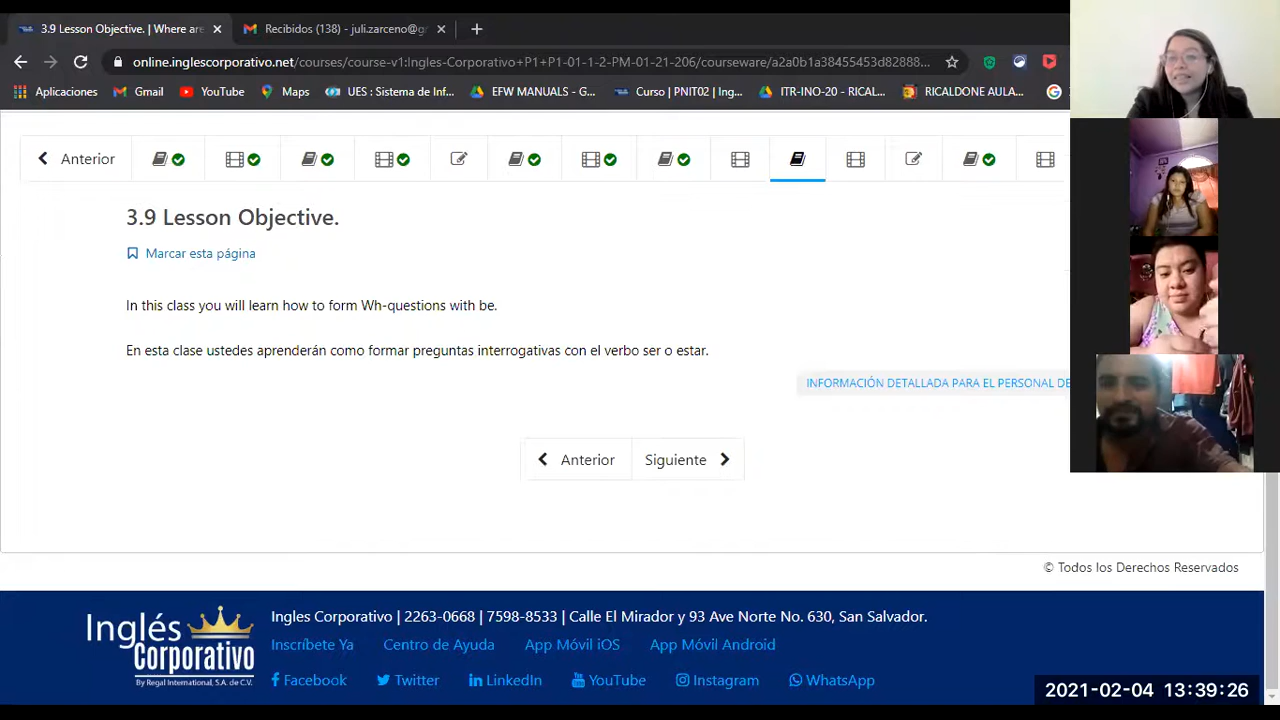 3.9 Lesson Objective. | Where are
Recibidos (138) - juli.zarceno@g
online.inglescorporativo.net/courses/course-v1:Ingles-Corporativo+P1+P1-01-1-2-PM-01-21-206/courseware/a2a0b1a38455453d82888...
Aplicaciones
Gmail
YouTube
Maps
UES : Sistema de Inf...
EFW MANUALS - G...
Curso | PNIT02 | Ing...
ITR-INO-20 - RICAL...
RICALDONE AULA...
Anterior
3.9 Lesson Objective.
Marcar esta página
In this class you will learn how to form Wh-questions with be.
En esta clase ustedes aprenderán como formar preguntas interrogativas con el verbo ser o estar.
INFORMACIÓN DETALLADA PARA EL PERSONAL DE
Anterior
Siguiente
© Todos los Derechos Reservados
Inglés
Corporativo
By Regal International, S.A. de C.V.
Ingles Corporativo | 2263-0668 | 7598-8533 | Calle El Mirador y 93 Ave Norte No. 630, San Salvador.
Inscríbete Ya
Centro de Ayuda
App Móvil iOS
App Móvil Android
Facebook
Twitter
LinkedIn
YouTube
Instagram
WhatsApp
2021-02-04 13:39:26